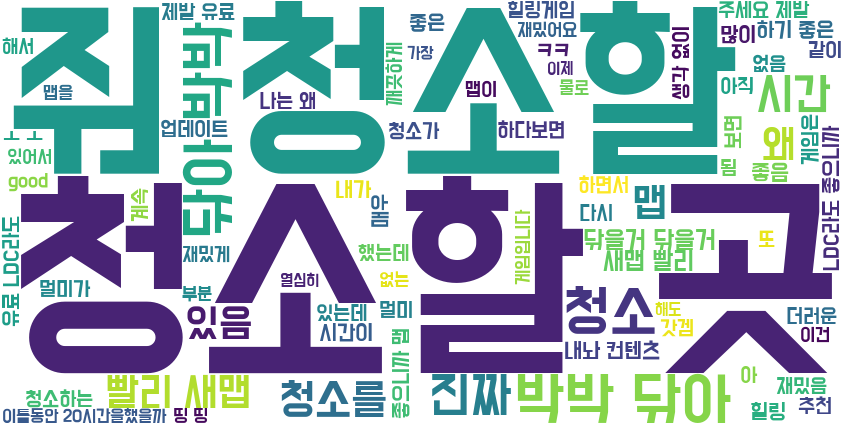 줘 청소할
청소할 곳
제발 유료
해서
맵을
닦아 박박
좋은
힐링게임
재밌어요
ㅋㅋ
가장
이제
깨끗하게
나는 왜
맵이
물로
주세요 제발
많이
하기 좋은
같이
생각 없이
없음
아직
시간
ㅗ ㅗ
업데이트
청소가
하다보면
보면
왜
게임은
있어서
good
계속
내가
됨
좋음
좋으니까
LDC라도
하면서
아
폼
다시
맵
유료 LDC라도
재밌게
멀미가
부분
열심히
했는데
없는
게임입니다
닦을거 닦을거
새맵 빨리
또
있음
있는데
시간이
멀미
청소
해도
갓겜
더러운
이건
내놔 컨텐츠
좋으니까 맵
청소하는
빨리 새맵
청소를
진짜
박박 닦아
아
재밌음
힐링
추천
이틀동안 20시간을했을까
띵 띵